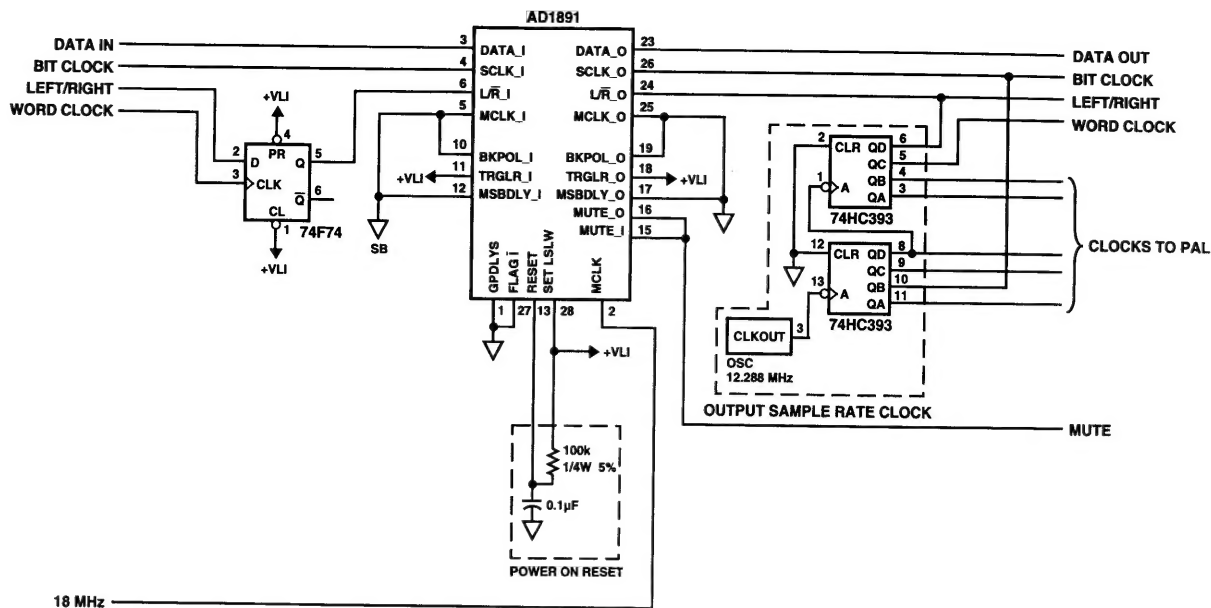 AD1891
DATA IN
BIT CLOCK
LEFT/RIGHT
WORD CLOCK
+VLI
4
PR
2 D Q 5
3 CLK
Q̅ 6
CL
1
74F74
+VLI
3 DATA_I
4 SCLK_I
6 L/R̅_I
5 MCLK_I
10 BKPOL_I
+VLI 11 TRGLR_I
12 MSBDLY_I
SB
DATA_O 23
SCLK_O 26
L/R̅_O 24
MCLK_O 25
BKPOL_O 19
TRGLR_O 18 +VLI
MSBDLY_O 17
MUTE_O 16
MUTE_I 15
GPDLYS
FLAG I̅
RESET
SET LSLW
MCLK
1 27 13 28 2
+VLI
100k
1/4W 5%
0.1µF
POWER ON RESET
18 MHz
DATA OUT
BIT CLOCK
LEFT/RIGHT
WORD CLOCK
2 CLR QD 6
QC 5
1 A QB 4
QA 3
74HC393
12 CLR QD 8
QC 9
13 A QB 10
QA 11
74HC393
CLOCKS TO PAL
CLKOUT 3
OSC
12.288 MHz
OUTPUT SAMPLE RATE CLOCK
MUTE